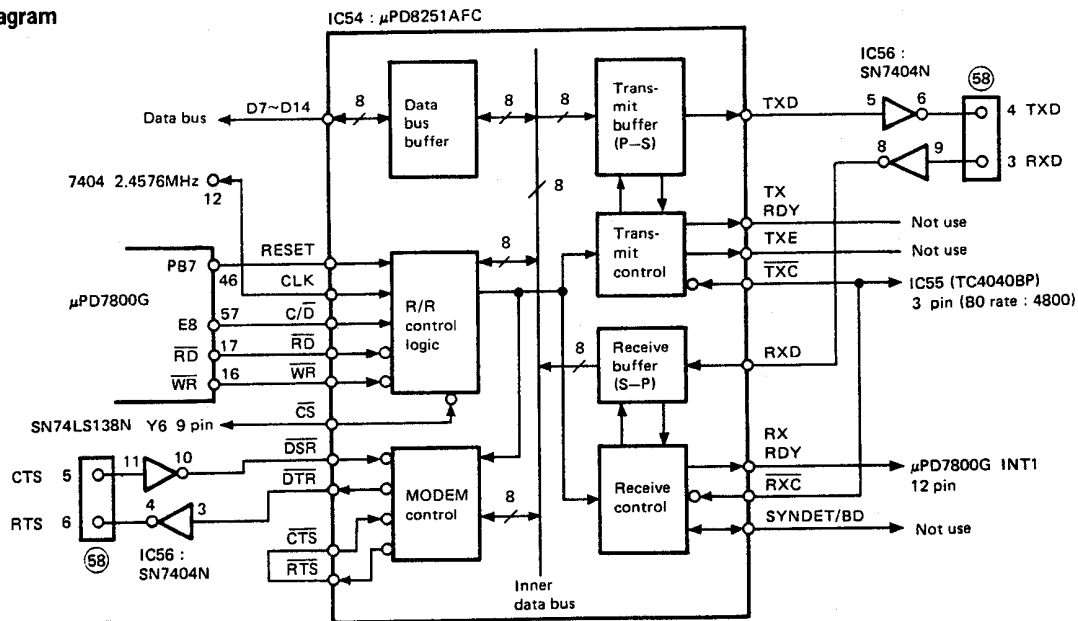 agram
IC54 : μPD8251AFC
IC56 :
SN7404N
58
Data bus
D7~D14
8
Data
bus
buffer
8
8
Trans-
mit
buffer
(P–S)
TXD
5
6
4 TXD
8
9
3 RXD
7404 2.4576MHz
12
8
TX
RDY
Not use
Trans-
mit
control
TXE
Not use
TXC
IC55 (TC4040BP)
3 pin (B0 rate : 4800)
μPD7800G
PB7
46
RESET
CLK
E8
57
C/D
RD
17
RD
WR
16
WR
R/R
control
logic
8
8
Receive
buffer
(S–P)
RXD
SN74LS138N Y6 9 pin
CS
CTS
5
11
10
DSR
RTS
6
4
3
DTR
58
IC56 :
SN7404N
CTS
RTS
MODEM
control
8
Receive
control
RX
RDY
μPD7800G INT1
12 pin
RXC
SYNDET/BD
Not use
Inner
data bus